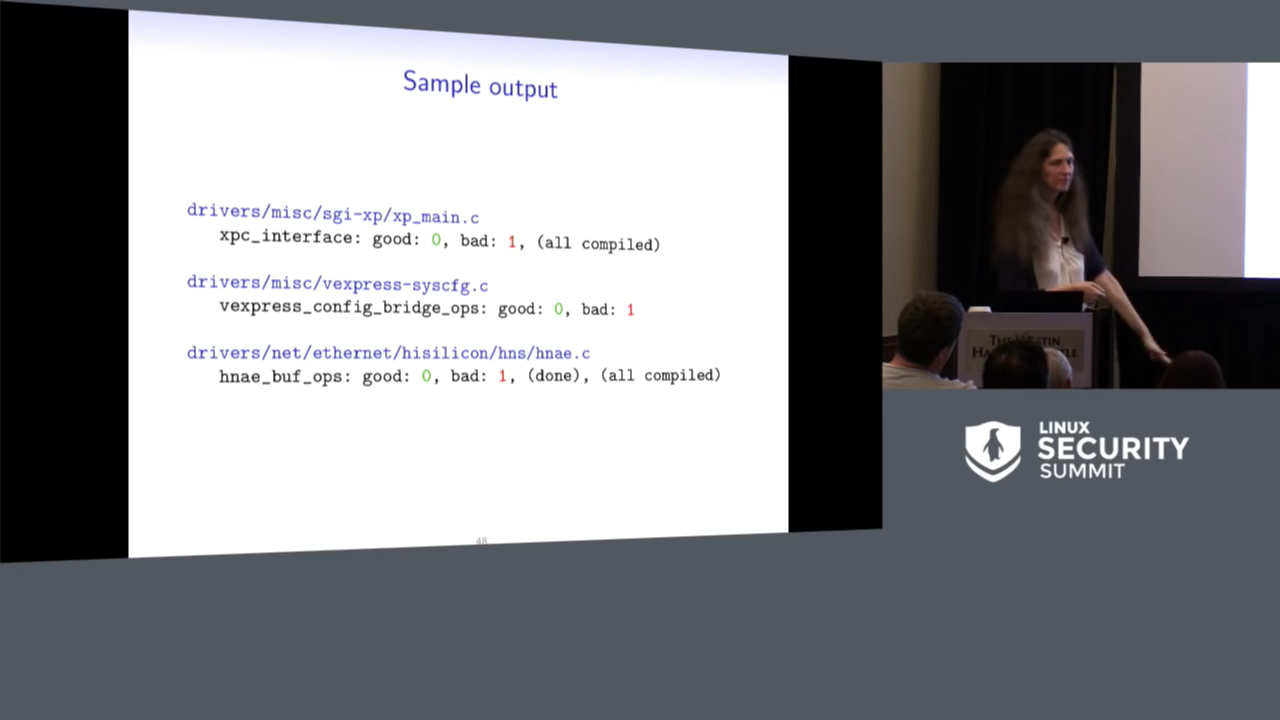 Sample output
drivers/misc/sgi-xp/xp_main.c
xpc_interface: good: 0, bad: 1, (all compiled)
drivers/misc/vexpress-syscfg.c
vexpress_config_bridge_ops: good: 0, bad: 1
drivers/net/ethernet/hisilicon/hns/hnae.c
hnae_buf_ops: good: 0, bad: 1, (done), (all compiled)
48
LINUX
SECURITY
SUMMIT